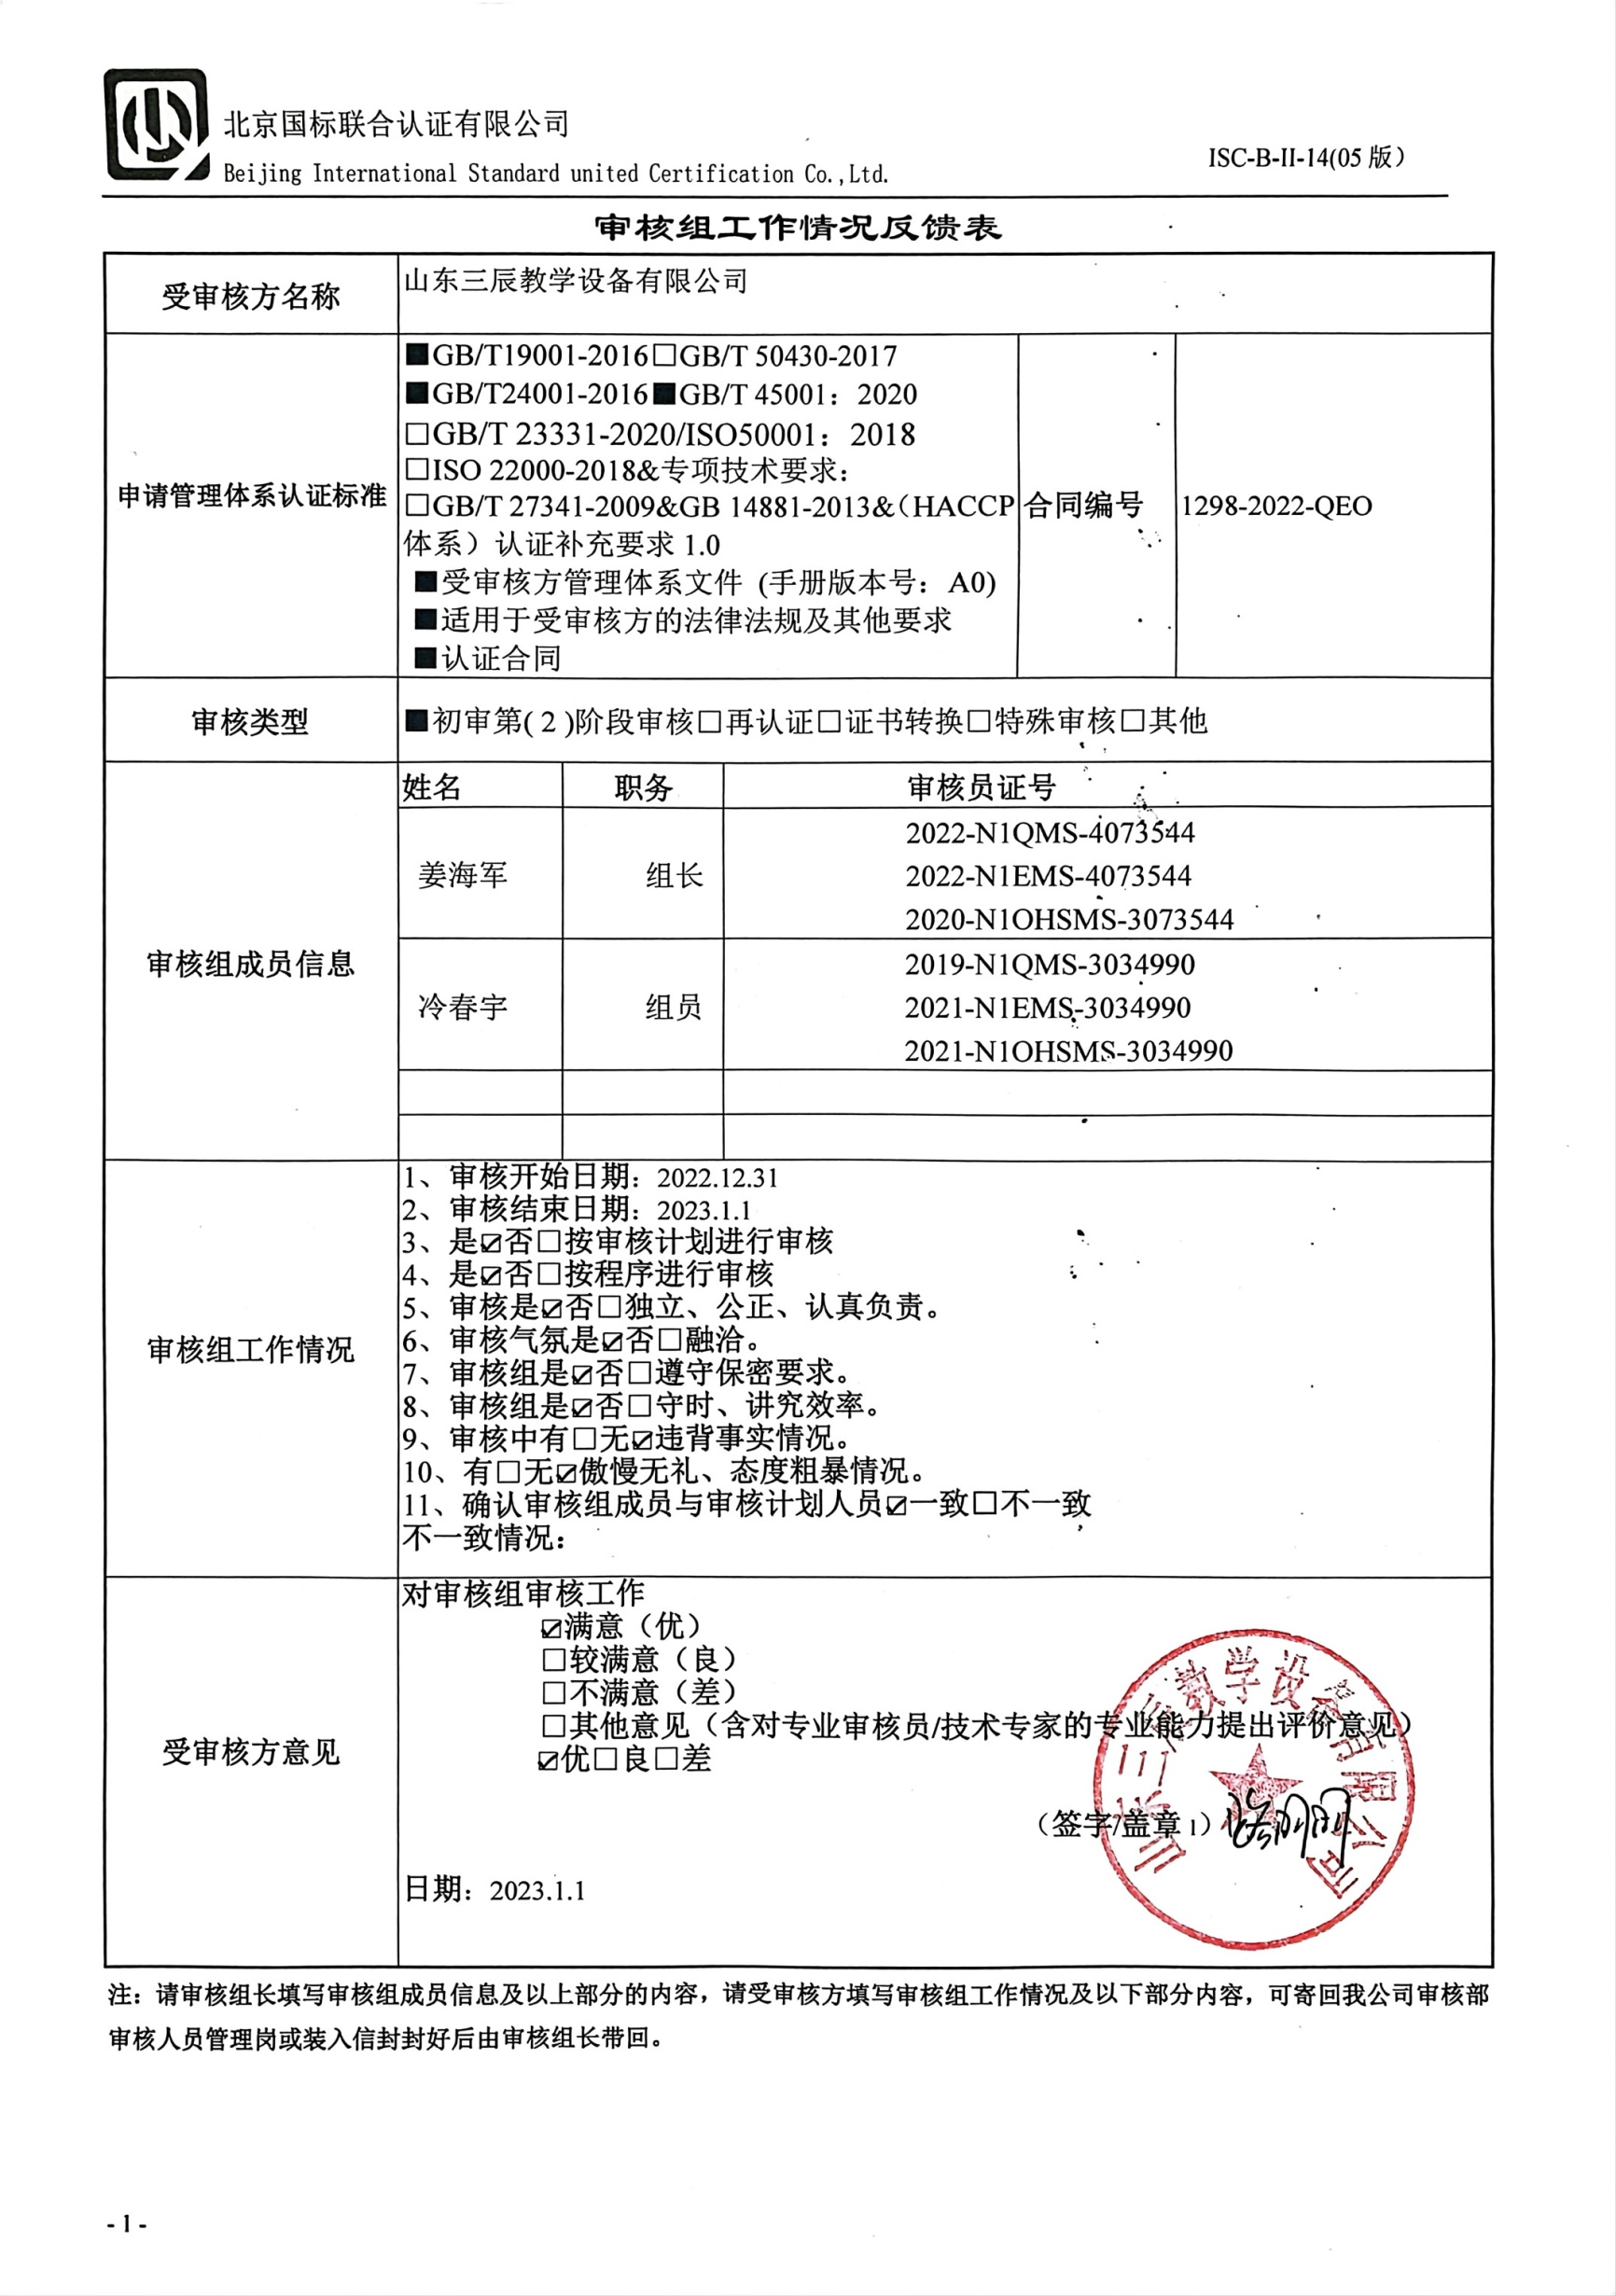 北京国标联合认证有限公司
Beijing International Standard united Certification Co.,Ltd.
ISC-B-II-14(05 版)
审核组工作情况反馈表
受审核方名称
山东三辰教学设备有限公司
申请管理体系认证标准
■GB/T19001-2016□GB/T 50430-2017
■GB/T24001-2016■GB/T 45001：2020
□GB/T 23331-2020/ISO50001：2018
□ISO 22000-2018&专项技术要求:
□GB/T 27341-2009&GB 14881-2013&（HACCP
体系）认证补充要求 1.0
■受审核方管理体系文件 (手册版本号：A0)
■适用于受审核方的法律法规及其他要求
■认证合同
合同编号
1298-2022-QEO
审核类型
■初审第( 2 )阶段审核□再认证□证书转换□特殊审核□其他
审核组成员信息
姓名 职务 审核员证号
姜海军 组长
2022-N1QMS-4073544
2022-N1EMS-4073544
2020-N1OHSMS-3073544
冷春宇 组员
2019-N1QMS-3034990
2021-N1EMS-3034990
2021-N1OHSMS-3034990
审核组工作情况
1、审核开始日期：2022.12.31
2、审核结束日期：2023.1.1
3、是☑否□按审核计划进行审核
4、是☑否□按程序进行审核
5、审核是☑否□独立、公正、认真负责。
6、审核气氛是☑否□融洽。
7、审核组是☑否□遵守保密要求。
8、审核组是☑否□守时、讲究效率。
9、审核中有□无☑违背事实情况。
10、有□无☑傲慢无礼、态度粗暴情况。
11、确认审核组成员与审核计划人员☑一致□不一致
不一致情况：
受审核方意见
对审核组审核工作
☑满意（优）
□较满意（良）
□不满意（差）
□其他意见（含对专业审核员/技术专家的专业能力提出评价意见）
☑优□良□差
（签字/盖章 1）
山东三辰教学设备有限公司
日期：2023.1.1
注：请审核组长填写审核组成员信息及以上部分的内容，请受审核方填写审核组工作情况及以下部分内容，可寄回我公司审核部
审核人员管理岗或装入信封封好后由审核组长带回。
- 1 -